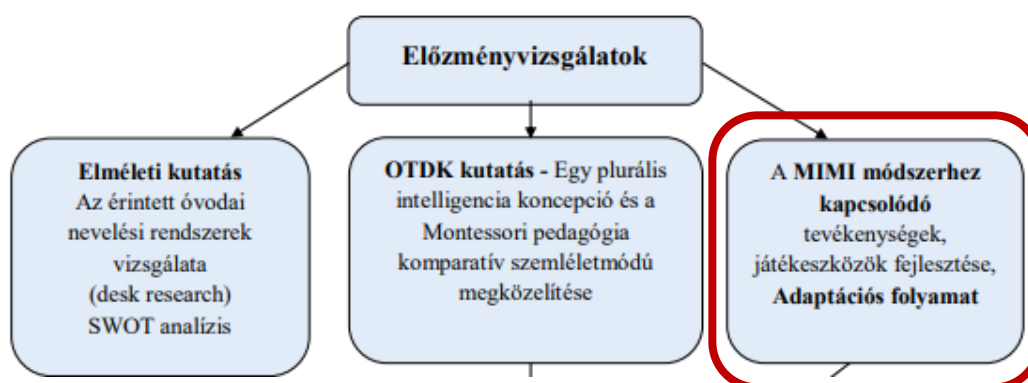 Előzményvizsgálatok
Elméleti kutatás
Az érintett óvodai
nevelési rendszerek
vizsgálata
(desk research)
SWOT analízis
OTDK kutatás - Egy plurális
intelligencia koncepció és a
Montessori pedagógia
komparatív szemléletmódú
megközelítése
A MIMI módszerhez
kapcsolódó
tevékenységek,
játékeszközök fejlesztése,
Adaptációs folyamat